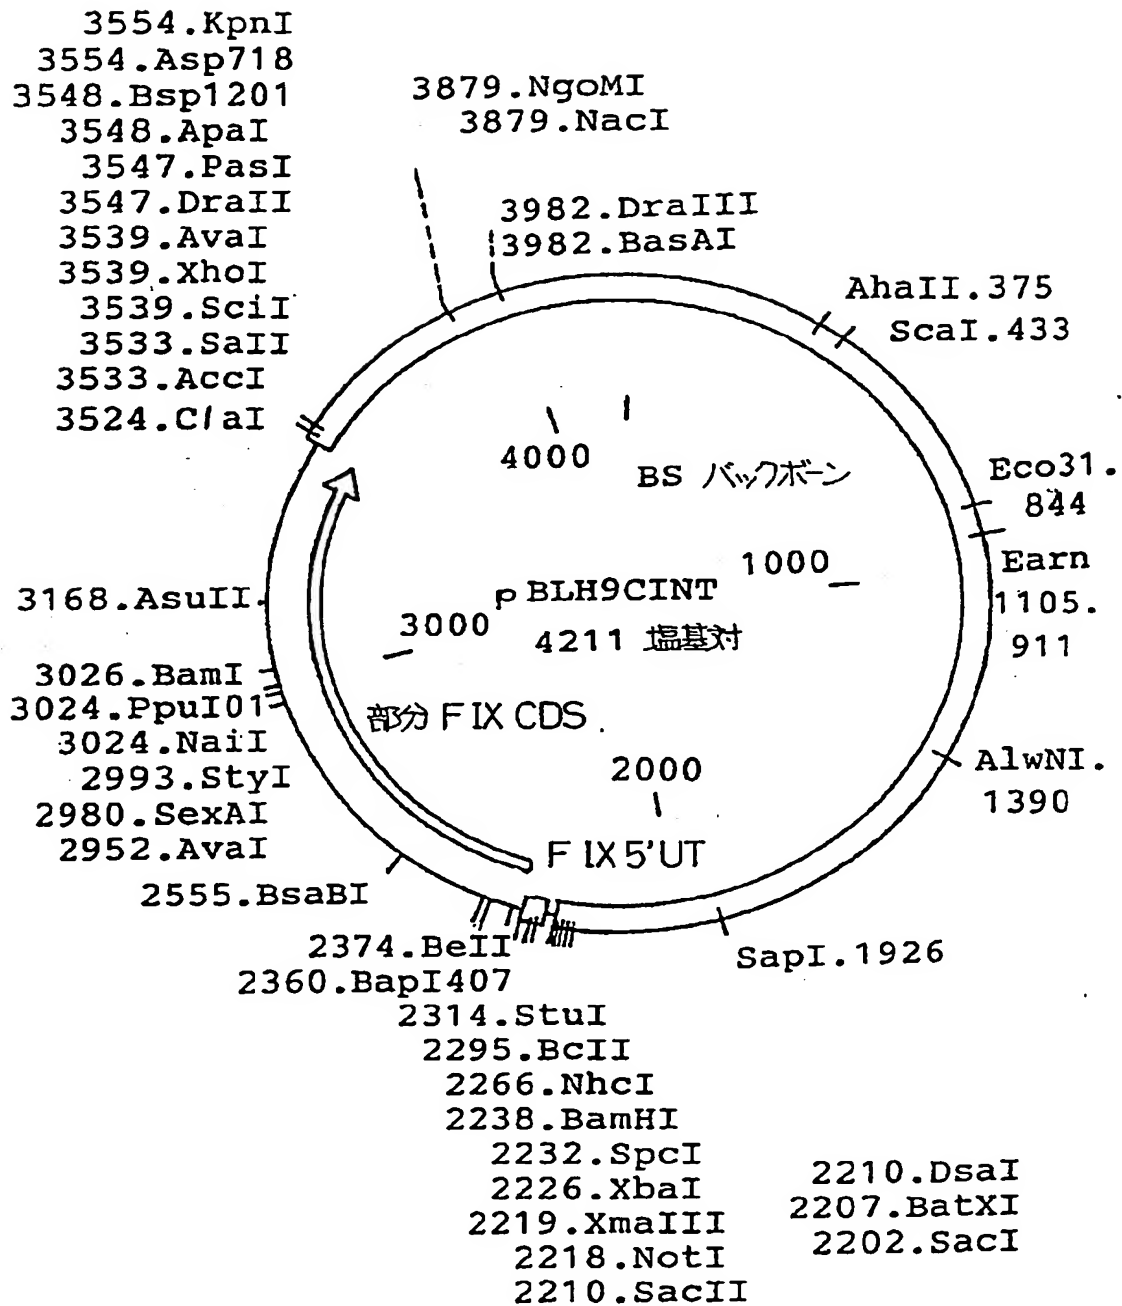 3554.KpnI
3554.Asp718
3548.Bsp1201
3548.ApaI
3547.PasI
3547.DraII
3539.AvaI
3539.XhoI
3539.SciI
3533.SaII
3533.AccI
3524.ClaI
3879.NgoMI
3879.NacI
3982.DraIII
3982.BasAI
AhaII.375
ScaI.433
4000
BS バックボーン
Eco31.
844
Earn
1105.
911
1000
pBLH9CINT
4211 塩基対
3000
3168.AsuII.
3026.BamI
3024.PpuI01
3024.NaiI
2993.StyI
2980.SexAI
2952.AvaI
2555.BsaBI
部分 FIX CDS.
2000
FIX5'UT
AlwNI.
1390
SapI.1926
2374.BeII
2360.BapI407
2314.StuI
2295.BcII
2266.NhcI
2238.BamHI
2232.SpcI
2226.XbaI
2219.XmaIII
2218.NotI
2210.SacII
2210.DsaI
2207.BatXI
2202.SacI